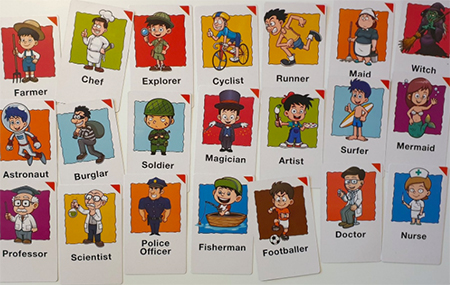 Farmer
Chef
Explorer
Cyclist
Runner
Maid
Witch
Astronaut
Burglar
Soldier
Magician
Artist
Surfer
Mermaid
Professor
Scientist
Police
Officer
Fisherman
Footballer
Doctor
Nurse